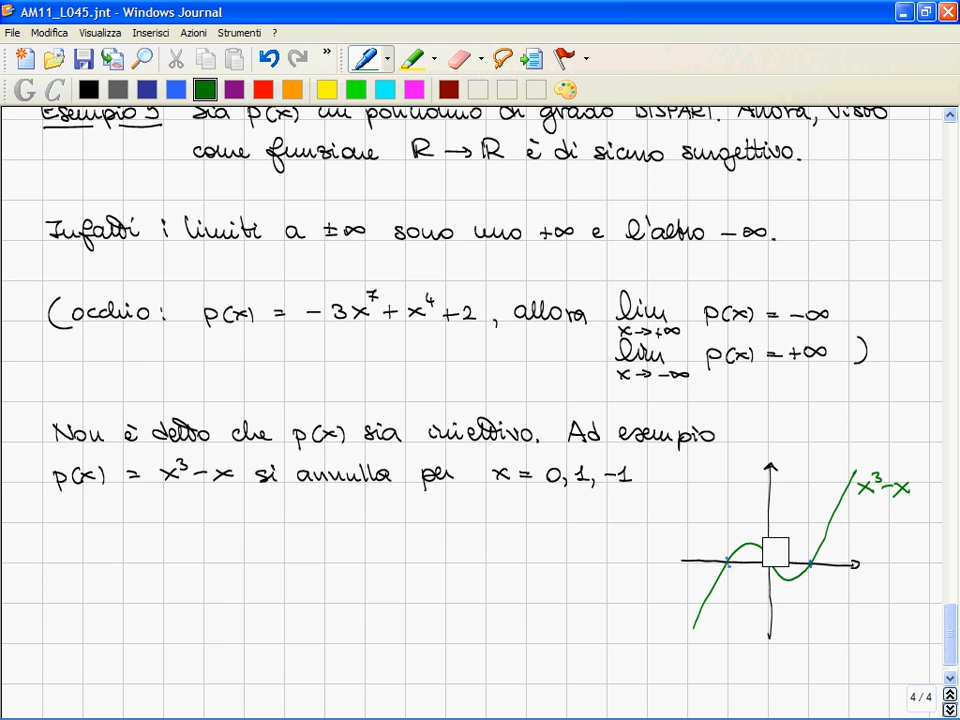 AM11_L045.jnt - Windows Journal
File Modifica Visualizza Inserisci Azioni Strumenti ?
Esempio 3 Sia p(x) un polinomio di grado DISPARI. Allora, visto
come funzione ℝ → ℝ è di sicuro surgettivo.
Infatti i limiti a ±∞ sono uno +∞ e l'altro -∞.
(occhio: p(x) = -3x⁷ + x⁴ + 2, allora lim x→+∞ p(x) = -∞
lim x→-∞ p(x) = +∞ )
Non è detto che p(x) sia iniettivo. Ad esempio
p(x) = x³-x si annulla per x = 0, 1, -1
x³-x
4 / 4